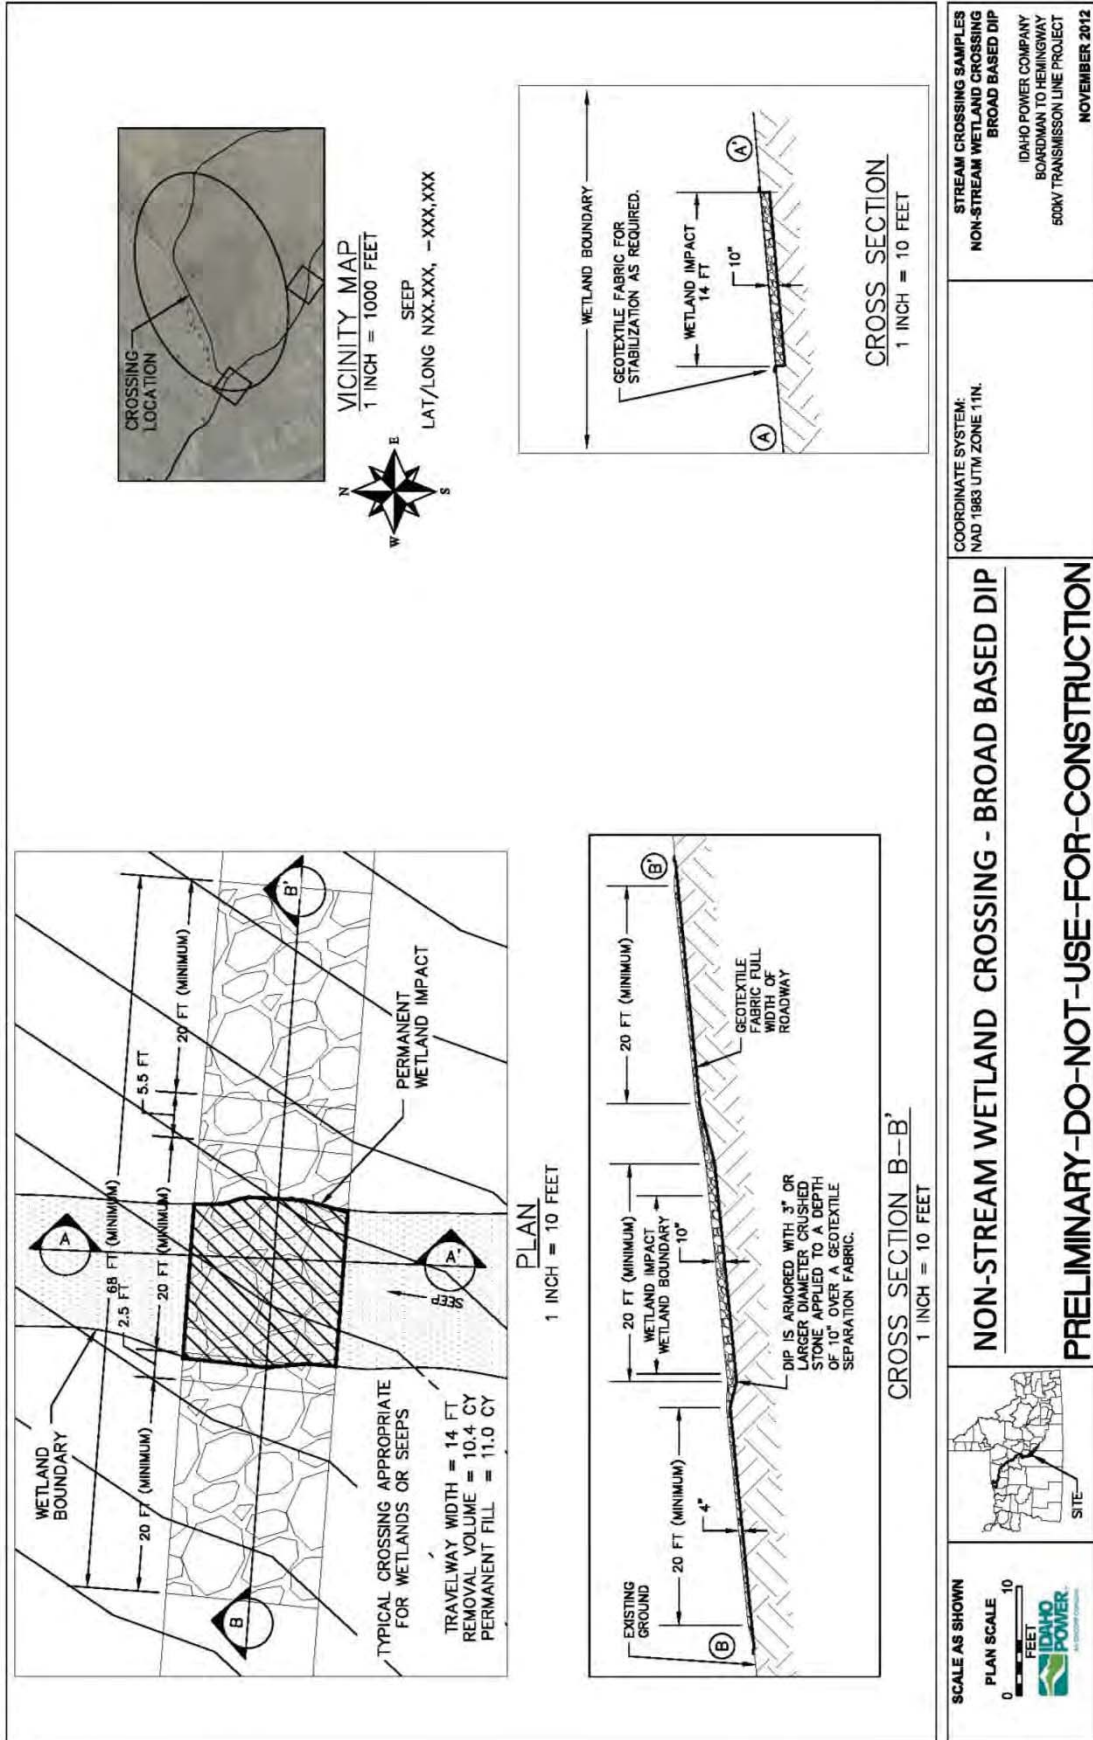 WETLAND
BOUNDARY
68 FT (MINIMUM)
5.5 FT
2.5 FT
20 FT (MINIMUM)
20 FT (MINIMUM)
20 FT (MINIMUM)
A
A'
B
B'
SEEP
PERMANENT
WETLAND IMPACT
TYPICAL CROSSING APPROPRIATE
FOR WETLANDS OR SEEPS
TRAVELWAY WIDTH = 14 FT
REMOVAL VOLUME = 10.4 CY
PERMANENT FILL = 11.0 CY
PLAN
1 INCH = 10 FEET
CROSSING
LOCATION
VICINITY MAP
1 INCH = 1000 FEET
SEEP
LAT/LONG NXX.XXX, -XXX,XXX
N
E
S
W
EXISTING
GROUND
B
20 FT (MINIMUM)
4"
20 FT (MINIMUM)
WETLAND IMPACT
WETLAND BOUNDARY
10"
20 FT (MINIMUM)
B'
GEOTEXTILE
FABRIC FULL
WIDTH OF
ROADWAY
DIP IS ARMORED WITH 3" OR
LARGER DIAMETER CRUSHED
STONE APPLIED TO A DEPTH
OF 10" OVER A GEOTEXTILE
SEPARATION FABRIC.
CROSS SECTION B-B'
1 INCH = 10 FEET
WETLAND BOUNDARY
GEOTEXTILE FABRIC FOR
STABILIZATION AS REQUIRED.
WETLAND IMPACT
14 FT
10"
A
A'
CROSS SECTION
1 INCH = 10 FEET
SCALE AS SHOWN
PLAN SCALE
0 10
FEET
IDAHO
POWER
SITE
NON-STREAM WETLAND CROSSING - BROAD BASED DIP
PRELIMINARY-DO-NOT-USE-FOR-CONSTRUCTION
COORDINATE SYSTEM:
NAD 1983 UTM ZONE 11N.
STREAM CROSSING SAMPLES
NON-STREAM WETLAND CROSSING
BROAD BASED DIP
IDAHO POWER COMPANY
BOARDMAN TO HEMINGWAY
500kV TRANSMISSON LINE PROJECT
NOVEMBER 2012